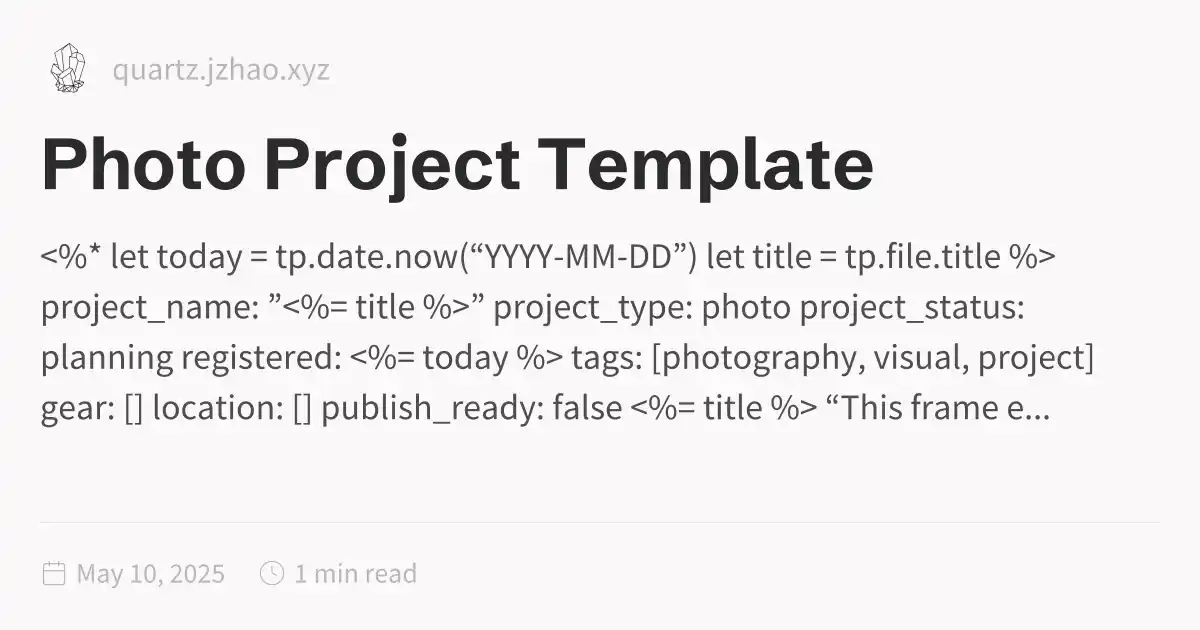 quartz.jzhao.xyz
Photo Project Template
<%* let today = tp.date.now(“YYYY-MM-DD”) let title = tp.file.title %>
project_name: ”<%= title %>” project_type: photo project_status:
planning registered: <%= today %> tags: [photography, visual, project]
gear: [] location: [] publish_ready: false <%= title %> “This frame e...
May 10, 2025 1 min read